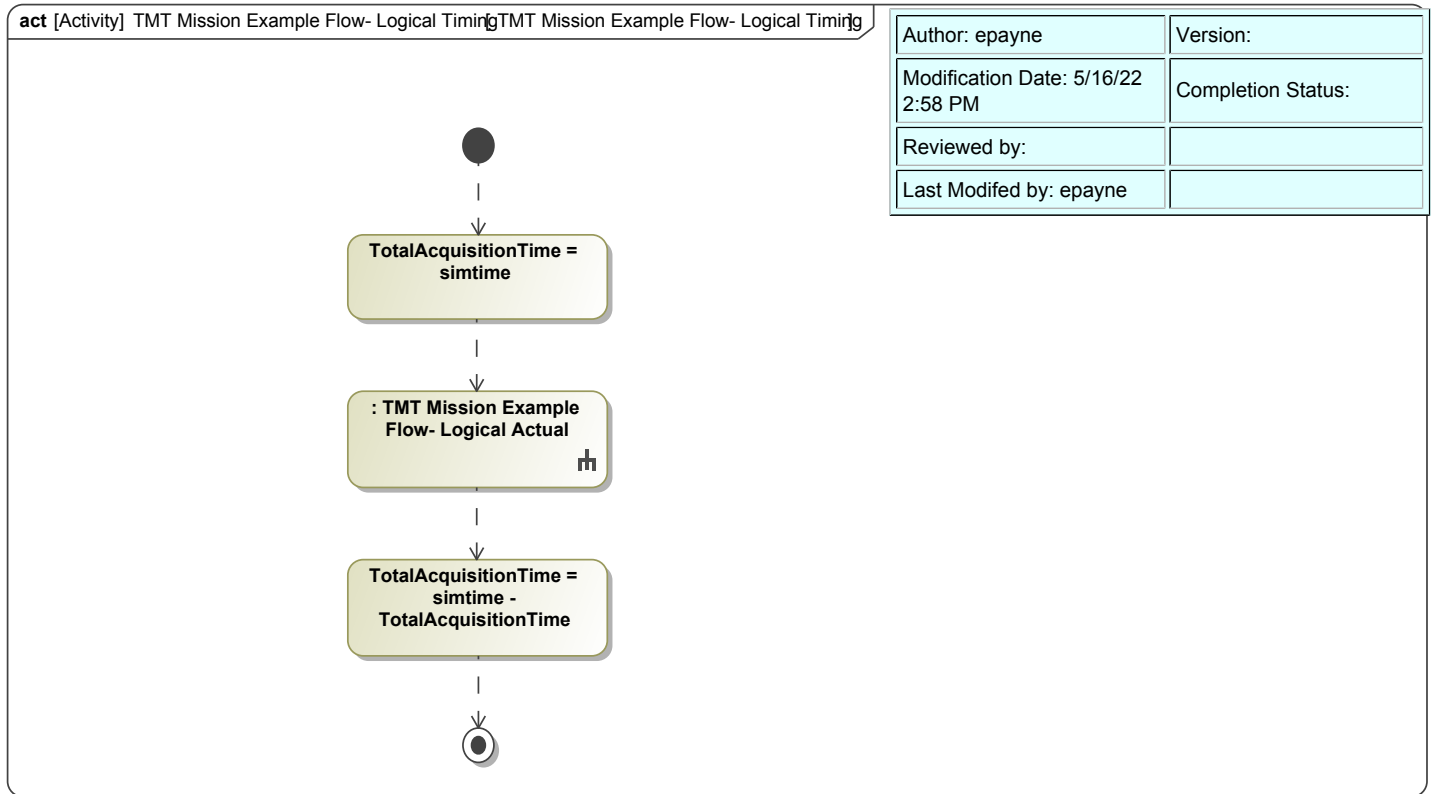 act [Activity] TMT Mission Example Flow- Logical Timing[ TMT Mission Example Flow- Logical Timing]
Author: epayne
Version:
Modification Date: 5/16/22
2:58 PM
Completion Status:
Reviewed by:
Last Modifed by: epayne
TotalAcquisitionTime =
simtime
: TMT Mission Example
Flow- Logical Actual
TotalAcquisitionTime =
simtime -
TotalAcquisitionTime